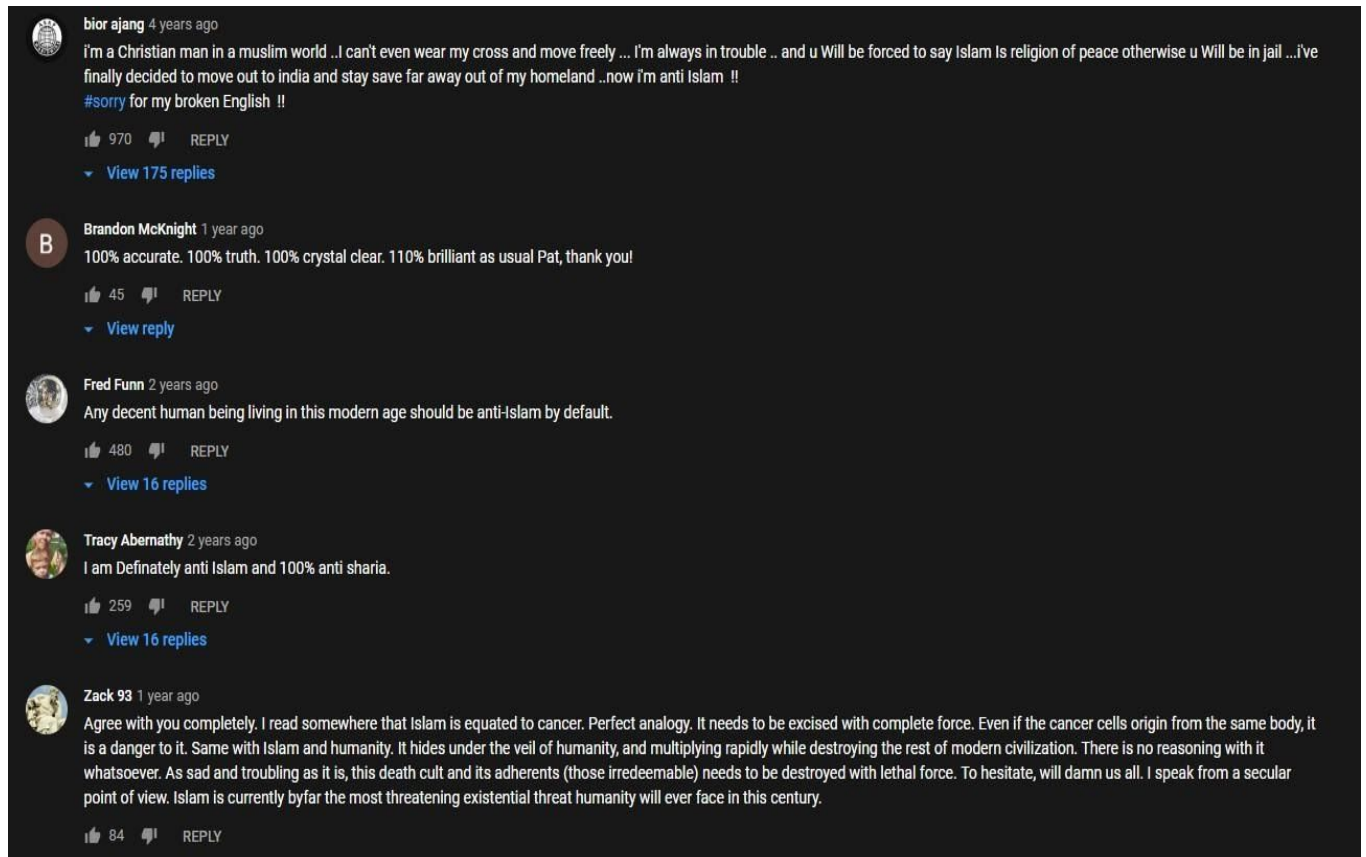 bior ajang 4 years ago
i'm a Christian man in a muslim world ..I can't even wear my cross and move freely ... I'm always in trouble .. and u Will be forced to say Islam Is religion of peace otherwise u Will be in jail ...i've
finally decided to move out to india and stay save far away out of my homeland ..now i'm anti Islam !!
#sorry for my broken English !!
970 REPLY
View 175 replies
B
Brandon McKnight 1 year ago
100% accurate. 100% truth. 100% crystal clear. 110% brilliant as usual Pat, thank you!
45 REPLY
View reply
Fred Funn 2 years ago
Any decent human being living in this modern age should be anti-Islam by default.
480 REPLY
View 16 replies
Tracy Abernathy 2 years ago
I am Definately anti Islam and 100% anti sharia.
259 REPLY
View 16 replies
Zack 93 1 year ago
Agree with you completely. I read somewhere that Islam is equated to cancer. Perfect analogy. It needs to be excised with complete force. Even if the cancer cells origin from the same body, it
is a danger to it. Same with Islam and humanity. It hides under the veil of humanity, and multiplying rapidly while destroying the rest of modern civilization. There is no reasoning with it
whatsoever. As sad and troubling as it is, this death cult and its adherents (those irredeemable) needs to be destroyed with lethal force. To hesitate, will damn us all. I speak from a secular
point of view. Islam is currently byfar the most threatening existential threat humanity will ever face in this century.
84 REPLY